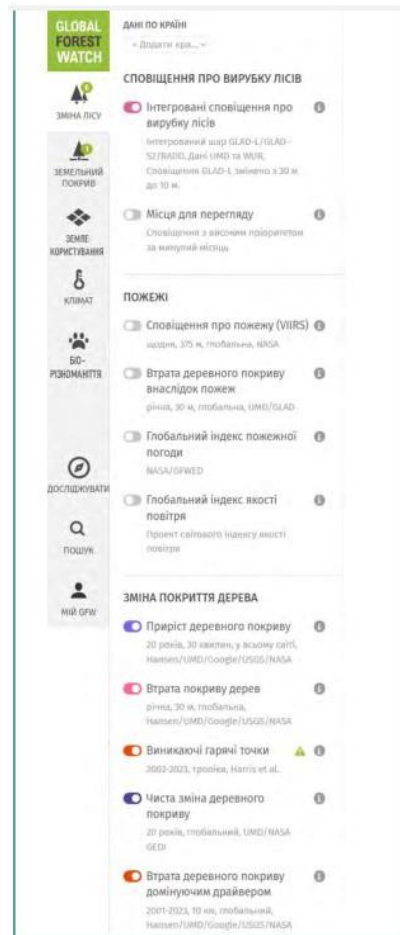 GLOBAL
FOREST
WATCH
ЗМІНА ЛІСУ
ЗЕМЕЛЬНИЙ
ПОКРИВ
ЗЕМЛЕ-
КОРИСТУВАННЯ
КЛІМАТ
БІО-
РІЗНОМАНІТТЯ
ДОСЛІДЖУВАТИ
ПОШУК
МІЙ GFW
ДАНІ ПО КРАЇНІ
+ Додати кра...
СПОВІЩЕННЯ ПРО ВИРУБКУ ЛІСІВ
Інтегровані сповіщення про
вирубку лісів
Інтегрований шар GLAD-L/GLAD-
S2/RADD, Дані UMD та WUR,
Сповіщення GLAD-L змінено з 30 м
до 10 м.
Місця для перегляду
Сповіщення з високим пріоритетом
за минулий місяць
ПОЖЕЖІ
Сповіщення про пожежу (VIIRS)
щодня, 375 м, глобальна, NASA
Втрата деревного покриву
внаслідок пожеж
річна, 30 м, глобальна, UMD/GLAD
Глобальний індекс пожежної
погоди
NASA/GFWED
Глобальний індекс якості
повітря
Проект світового індексу якості
повітря
ЗМІНА ПОКРИТТЯ ДЕРЕВА
Приріст деревного покриву
20 років, 30 хвилин, у всьому світі,
Hansen/UMD/Google/USGS/NASA
Втрата покриву дерев
річна, 30 м, глобальна,
Hansen/UMD/Google/USGS/NASA
Виникаючі гарячі точки
2002-2023, тропіки, Harris et al.
Чиста зміна деревного
покриву
20 років, глобальний, UMD/NASA
GEDI
Втрата деревного покриву
домінуючим драйвером
2001-2023, 10 км, глобальний,
Hansen/UMD/Google/USGS/NASA